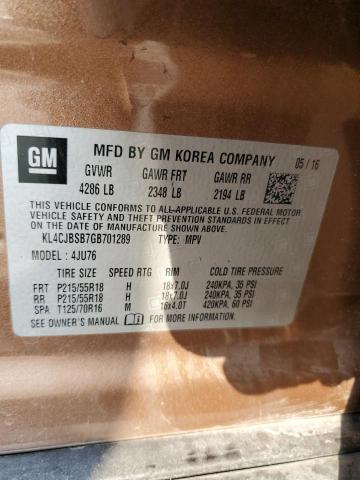 GM
MFD BY GM KOREA COMPANY 05 / 16
GVWR GAWR FRT GAWR RR
4286 LB 2348 LB 2194 LB
THIS VEHICLE CONFORMS TO ALL APPLICABLE U.S. FEDERAL MOTOR
VEHICLE SAFETY AND THEFT PREVENTION STANDARDS IN EFFECT ON
THE DATE OF MANUFACTURE SHOWN ABOVE.
KL4CJBSB7GB701289 TYPE: MPV
MODEL : 4JU76
TIRE SIZE SPEED RTG RIM
FRT P215/55R18 H 18x7.0J 240KPA, 35 PSI
RR P215/55R18 H 18x7.0J 240KPA, 35 PSI
SPA T125/70R16 M 16x4.0T 420KPA, 60 PSI
SEE OWNER'S MANUAL FOR MORE INFORMATION.